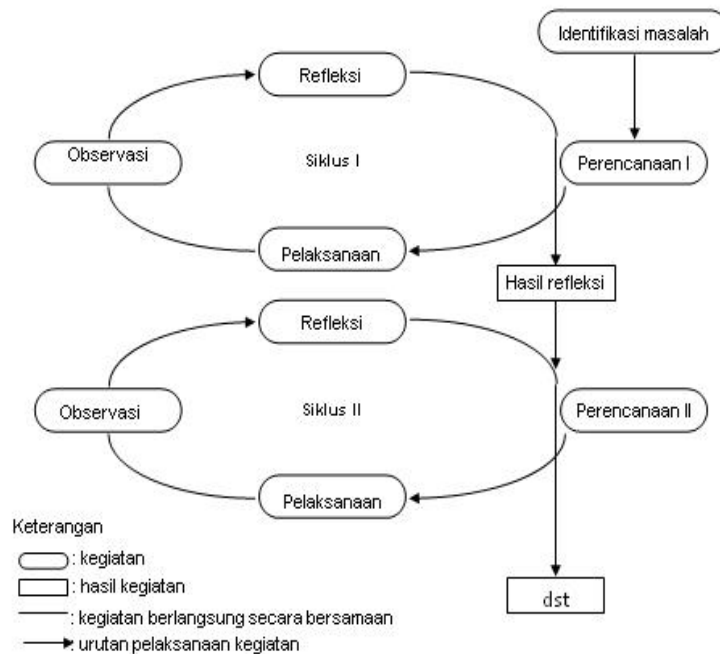 Identifikasi masalah
Refleksi
Observasi
Siklus I
Perencanaan I
Pelaksanaan
Hasil refleksi
Refleksi
Observasi
Siklus II
Perencanaan II
Pelaksanaan
Keterangan
: kegiatan
: hasil kegiatan
: kegiatan berlangsung secara bersamaan
: urutan pelaksanaan kegiatan
dst